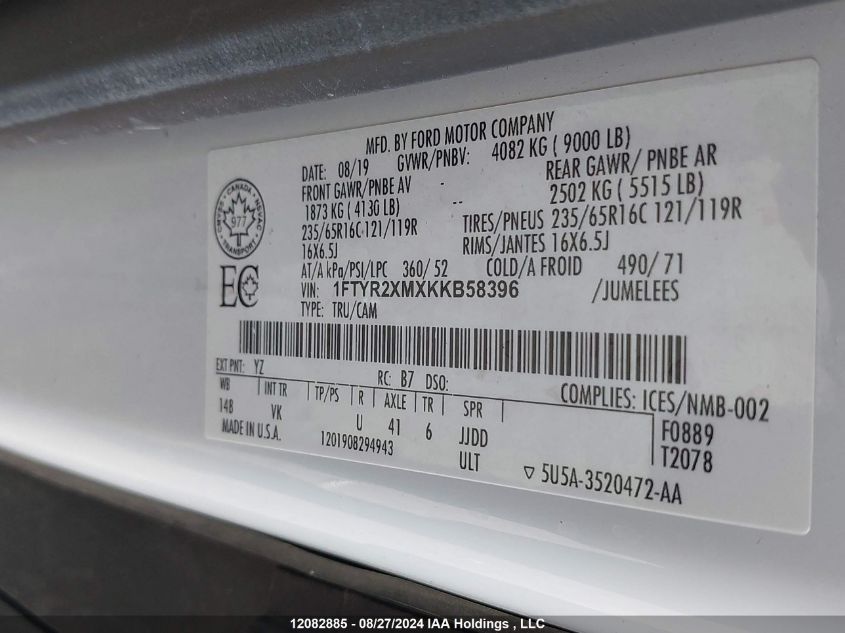 MFD. BY FORD MOTOR COMPANY
DATE: 08/19 GVWR/PNBV: 4082 KG ( 9000 LB)
FRONT GAWR/PNBE AV - REAR GAWR/ PNBE AR
1873 KG ( 4130 LB) -- 2502 KG ( 5515 LB)
235/65R16C 121/119R TIRES/PNEUS 235/65R16C 121/119R
16X6.5J RIMS/JANTES 16X6.5J
AT/A kPa/PSI/LPC 360/ 52 COLD/A FROID 490/ 71
VIN: 1FTYR2XMXKKB58396 /JUMELEES
TYPE: TRU/CAM
CANADA
977
TRANSPORT
EC
EXT PNT: YZ RC: B7 DSO:
WB INT TR TP/PS R AXLE TR SPR COMPLIES: ICES/NMB-002
148 VK U 41 6 JJDD F0889
MADE IN U.S.A. 1201908294943 ULT T2078
▽ 5U5A-3520472-AA
12082885 - 08/27/2024 IAA Holdings , LLC